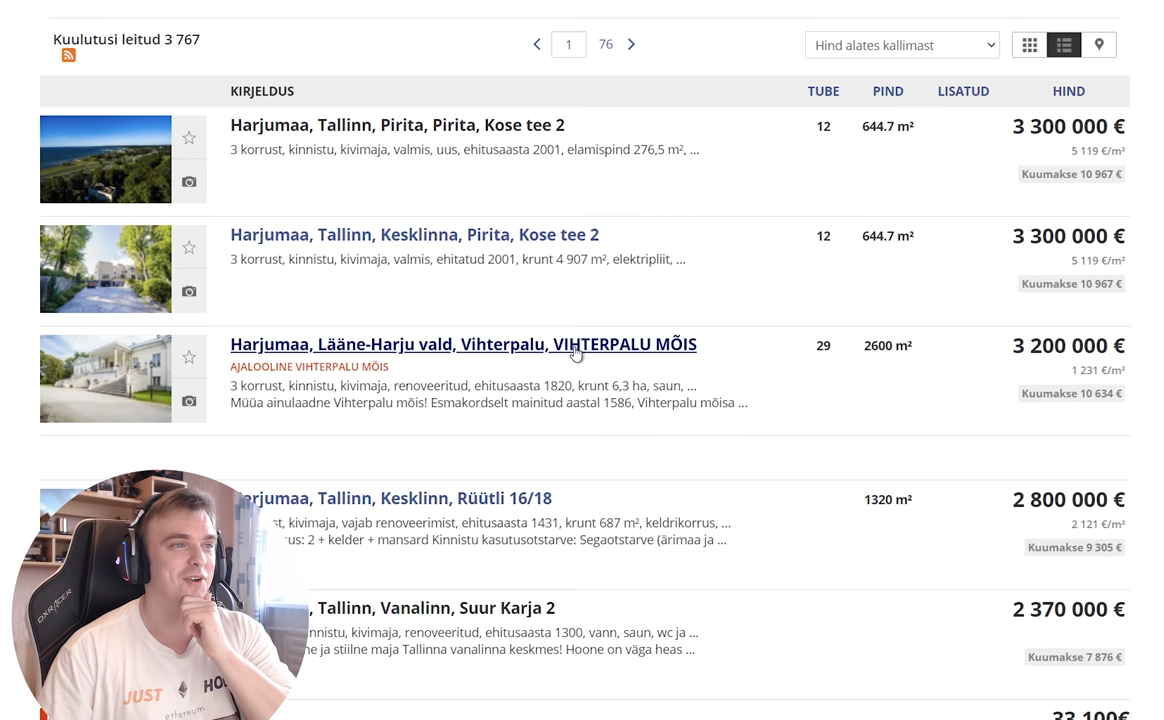 Kuulutusi leitud 3 767
1 76
Hind alates kallimast
KIRJELDUS TUBE PIND LISATUD HIND
Harjumaa, Tallinn, Pirita, Pirita, Kose tee 2 12 644.7 m² 3 300 000 €
3 korrust, kinnistu, kivimaja, valmis, uus, ehitusaasta 2001, elamispind 276,5 m², ... 5 119 €/m²
Kuumakse 10 967 €
Harjumaa, Tallinn, Kesklinna, Pirita, Kose tee 2 12 644.7 m² 3 300 000 €
3 korrust, kinnistu, kivimaja, valmis, ehitatud 2001, krunt 4 907 m², elektripliit, ... 5 119 €/m²
Kuumakse 10 967 €
Harjumaa, Lääne-Harju vald, Vihterpalu, VIHTERPALU MÕIS 29 2600 m² 3 200 000 €
AJALOOLINE VIHTERPALU MÕIS 1 231 €/m²
3 korrust, kinnistu, kivimaja, renoveeritud, ehitusaasta 1820, krunt 6,3 ha, saun, ... Kuumakse 10 634 €
Müüa ainulaadne Vihterpalu mõis! Esmakordselt mainitud aastal 1586, Vihterpalu mõisa ...
arjumaa, Tallinn, Kesklinn, Rüütli 16/18 1320 m² 2 800 000 €
st, kivimaja, vajab renoveerimist, ehitusaasta 1431, krunt 687 m², keldrikorrus, ... 2 121 €/m²
us: 2 + kelder + mansard Kinnistu kasutusotstarve: Segaotstarve (ärimaa ja ... Kuumakse 9 305 €
, Tallinn, Vanalinn, Suur Karja 2 2 370 000 €
nnistu, kivimaja, renoveeritud, ehitusaasta 1300, vann, saun, wc ja ...
ne ja stiilne maja Tallinna vanalinna keskmes! Hoone on väga heas ... Kuumakse 7 876 €
33 100€
DXRACER
JUST HO
ethereum